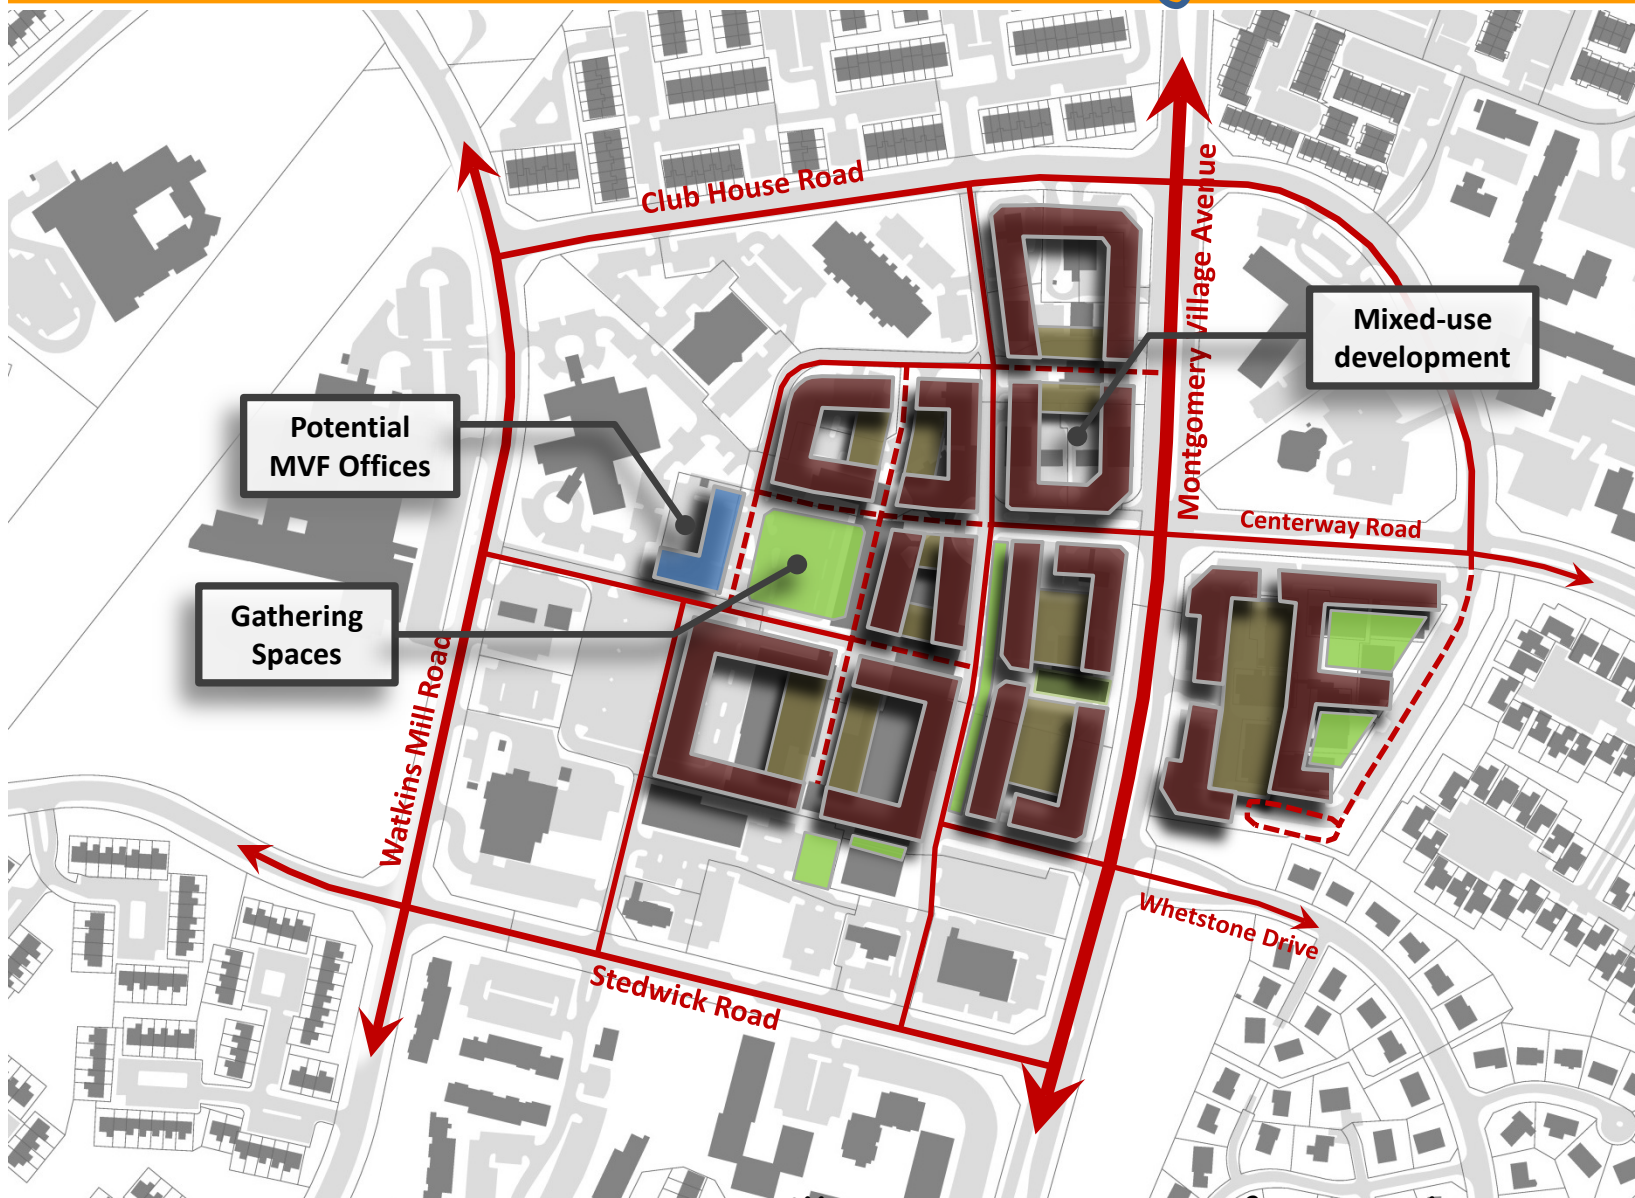 Club House Road
Montgomery Village Avenue
Mixed-use
development
Potential
MVF Offices
Centerway Road
Gathering
Spaces
Watkins Mill Road
Whetstone Drive
Stedwick Road